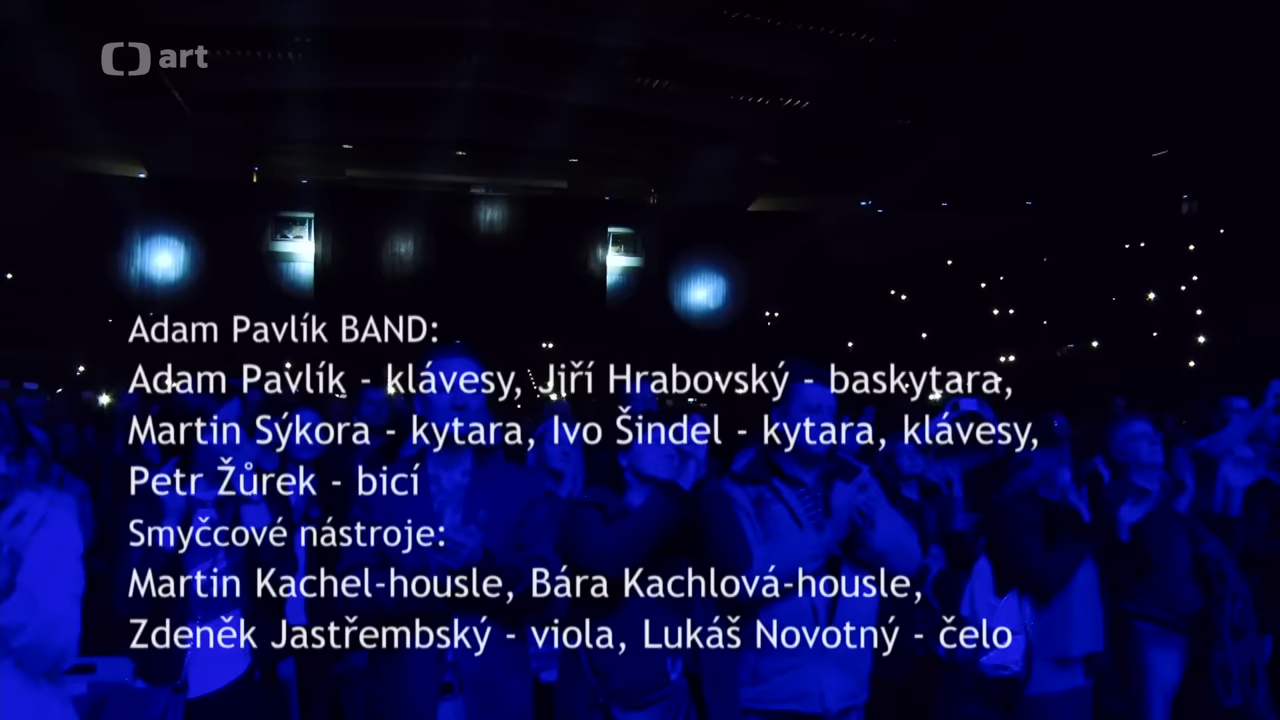 art
Adam Pavlík BAND:
Adam Pavlík - klávesy, Jiří Hrabovský - baskytara,
Martin Sýkora - kytara, Ivo Šindel - kytara, klávesy,
Petr Žůrek - bicí
Smyčcové nástroje:
Martin Kachel-housle, Bára Kachlová-housle,
Zdeněk Jastřembský - viola, Lukáš Novotný - čelo